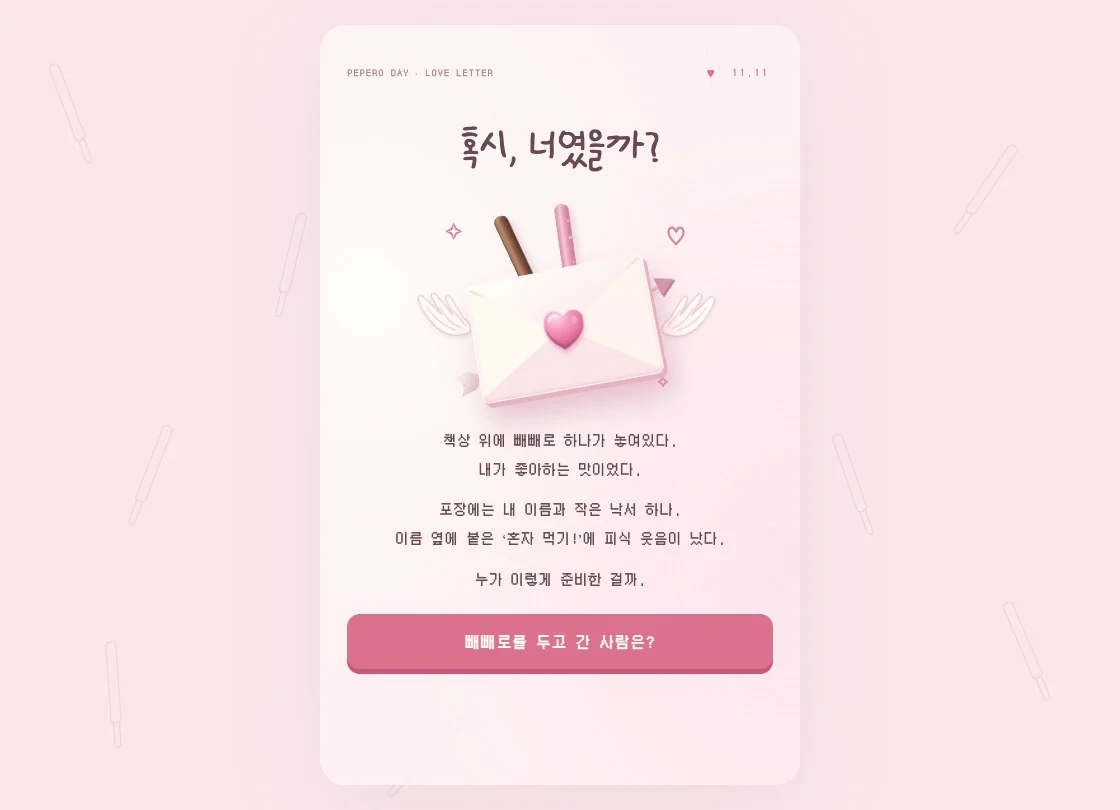 PEPERO DAY · LOVE LETTER
♥ 11.11
혹시, 너였을까?
책상 위에 빼빼로 하나가 놓여있다.
내가 좋아하는 맛이었다.
포장에는 내 이름과 작은 낙서 하나.
이름 옆에 붙은 ‘혼자 먹기!’에 피식 웃음이 났다.
누가 이렇게 준비한 걸까.
빼빼로를 두고 간 사람은?